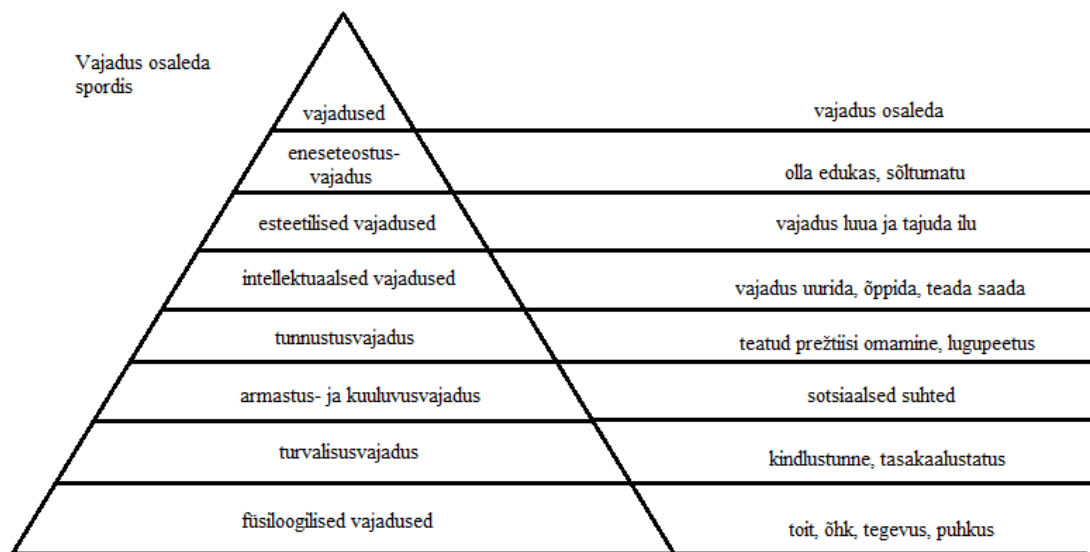 Vajadus osaleda
spordis
vajadused
vajadus osaleda
eneseteostus-
vajadus
olla edukas, sõltumatu
esteetilised vajadused
vajadus luua ja tajuda ilu
intellektuaalsed vajadused
vajadus uurida, õppida, teada saada
tunnustusvajadus
teatud prežtiisi omamine, lugupeetus
armastus- ja kuuluvusvajadus
sotsiaalsed suhted
turvalisusvajadus
kindlustunne, tasakaalustatus
füsiloogilised vajadused
toit, õhk, tegevus, puhkus